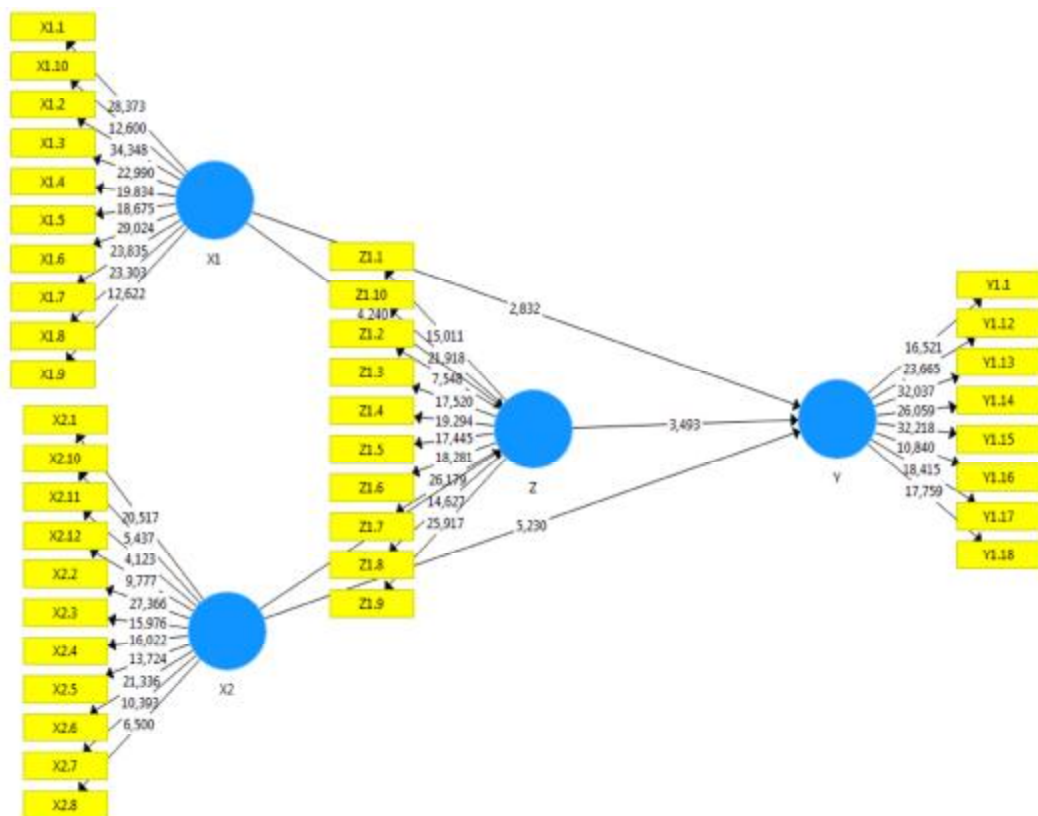 X1.1
X1.10
X1.2
X1.3
X1.4
X1.5
X1.6
X1.7
X1.8
X1.9
28,373
12,600
34,348
22,990
19.834
18,675
29,024
23,835
23,303
12,622
X1
X2.1
X2.10
X2.11
X2.12
X2.2
X2.3
X2.4
X2.5
X2.6
X2.7
X2.8
20,517
5,437
4,123
9,777
27,366
15,976
16,022
13,724
21,336
10,393
6,500
X2
Z1.1
Z1.10
4.240
Z1.2
Z1.3
Z1.4
Z1.5
Z1.6
Z1.7
Z1.8
Z1.9
15,011
21,918
7,548
17,520
19.294
17,445
18,281
26,179
14,627
25,917
Z
2,832
3,493
5,230
Y
16,521
23,665
32,037
26,059
32,218
10,840
18,415
17,759
Y1.1
Y1.12
Y1.13
Y1.14
Y1.15
Y1.16
Y1.17
Y1.18